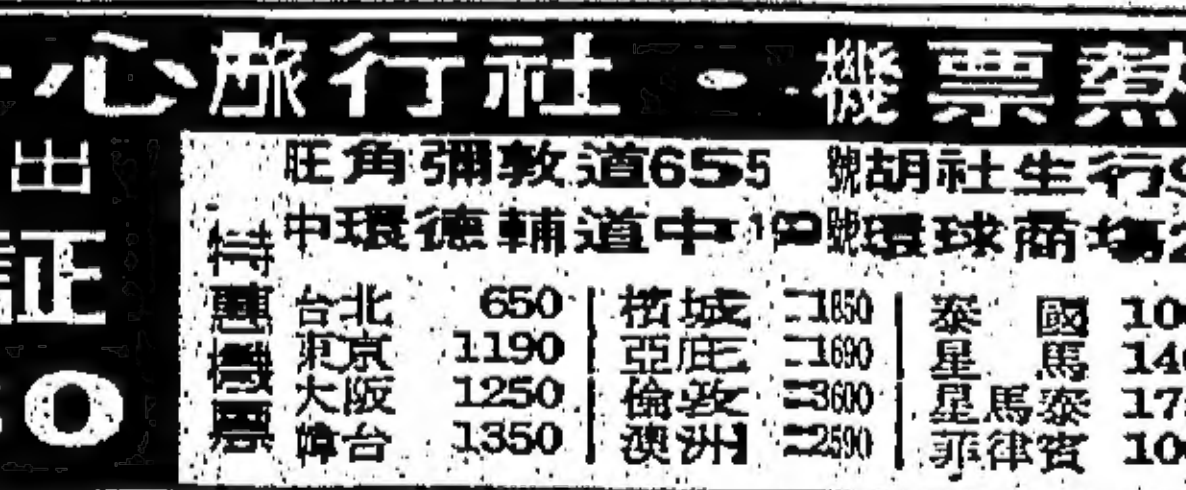 心旅行社・機票熱
出
証
O
旺角彌敦道655號胡社生行
中環德輔道中19號環球商場
特惠機票
台北 650 檳城 1850 泰國
東京 1190 亞庇 1690 星馬
大阪 1250 倫敦 3600 星馬泰
韓台 1350 澳洲 2590 菲律賓